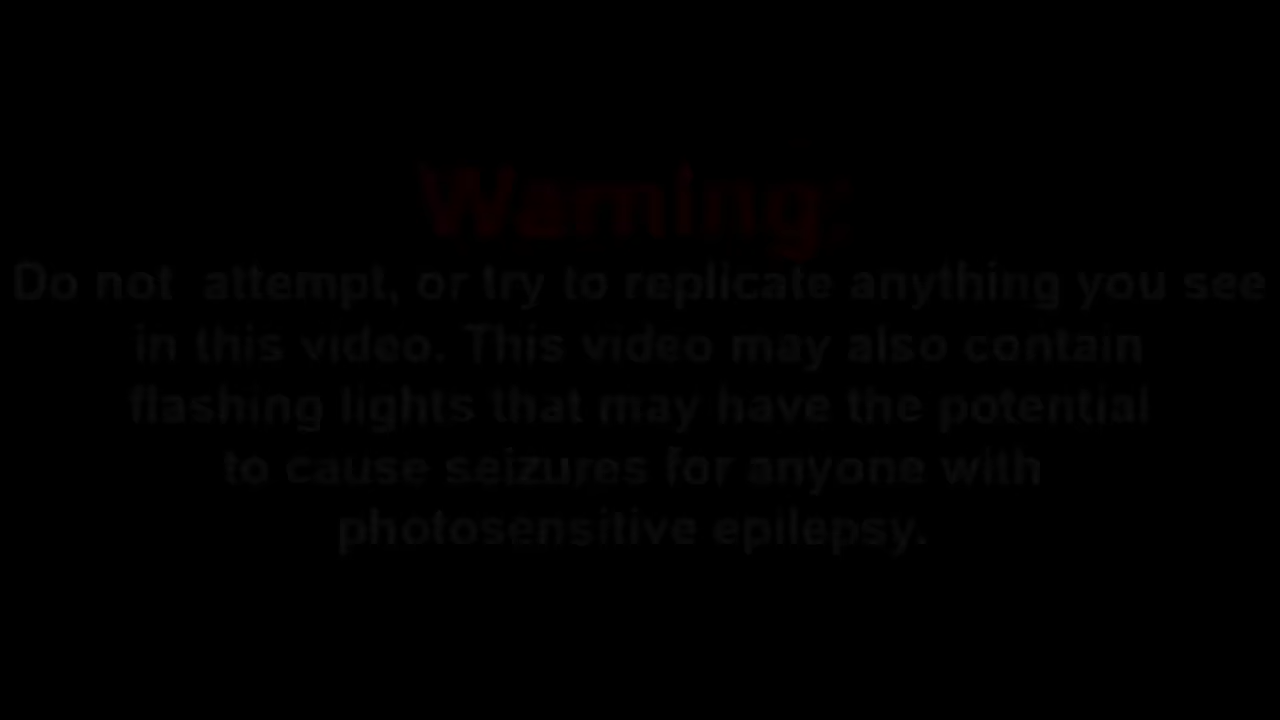 Warning:
Do not  attempt, or try to replicate anything you see
in this video. This video may also contain
flashing lights that may have the potential
to cause seizures for anyone with
photosensitive epilepsy.